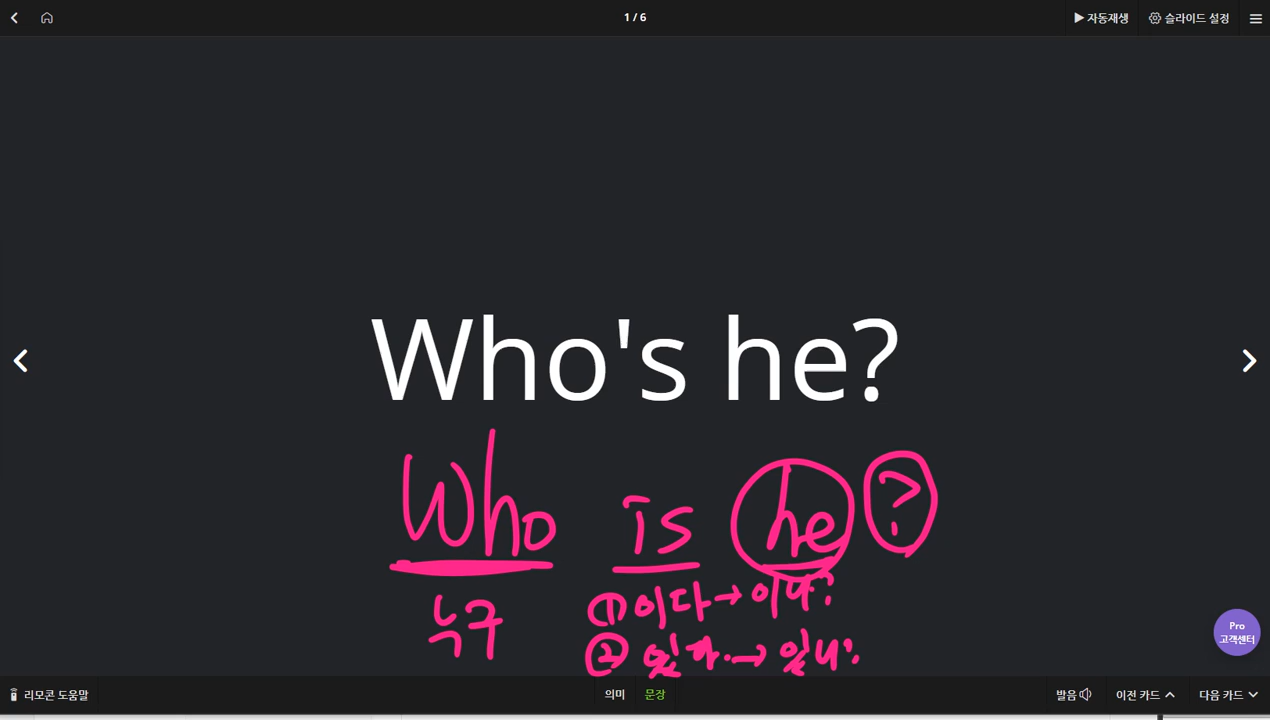 1 / 6
자동재생
슬라이드 설정
Who's he?
Who is he?
누구
① 이다 → 이니?
② 있다 → 있니?
Pro
고객센터
리모콘 도움말
의미
문장
발음
이전 카드
다음 카드